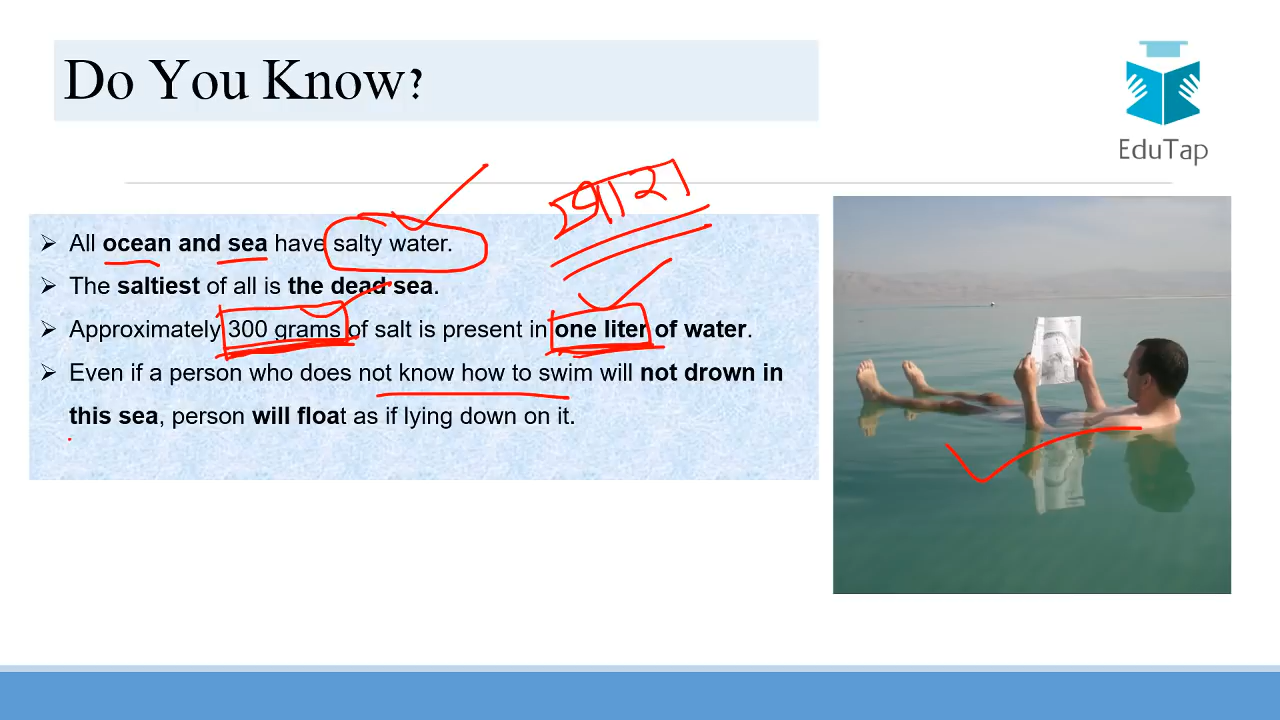 Do You Know?
EduTap
खारा
➢ All ocean and sea have salty water.
➢ The saltiest of all is the dead sea.
➢ Approximately 300 grams of salt is present in one liter of water.
➢ Even if a person who does not know how to swim will not drown in
this sea, person will float as if lying down on it.